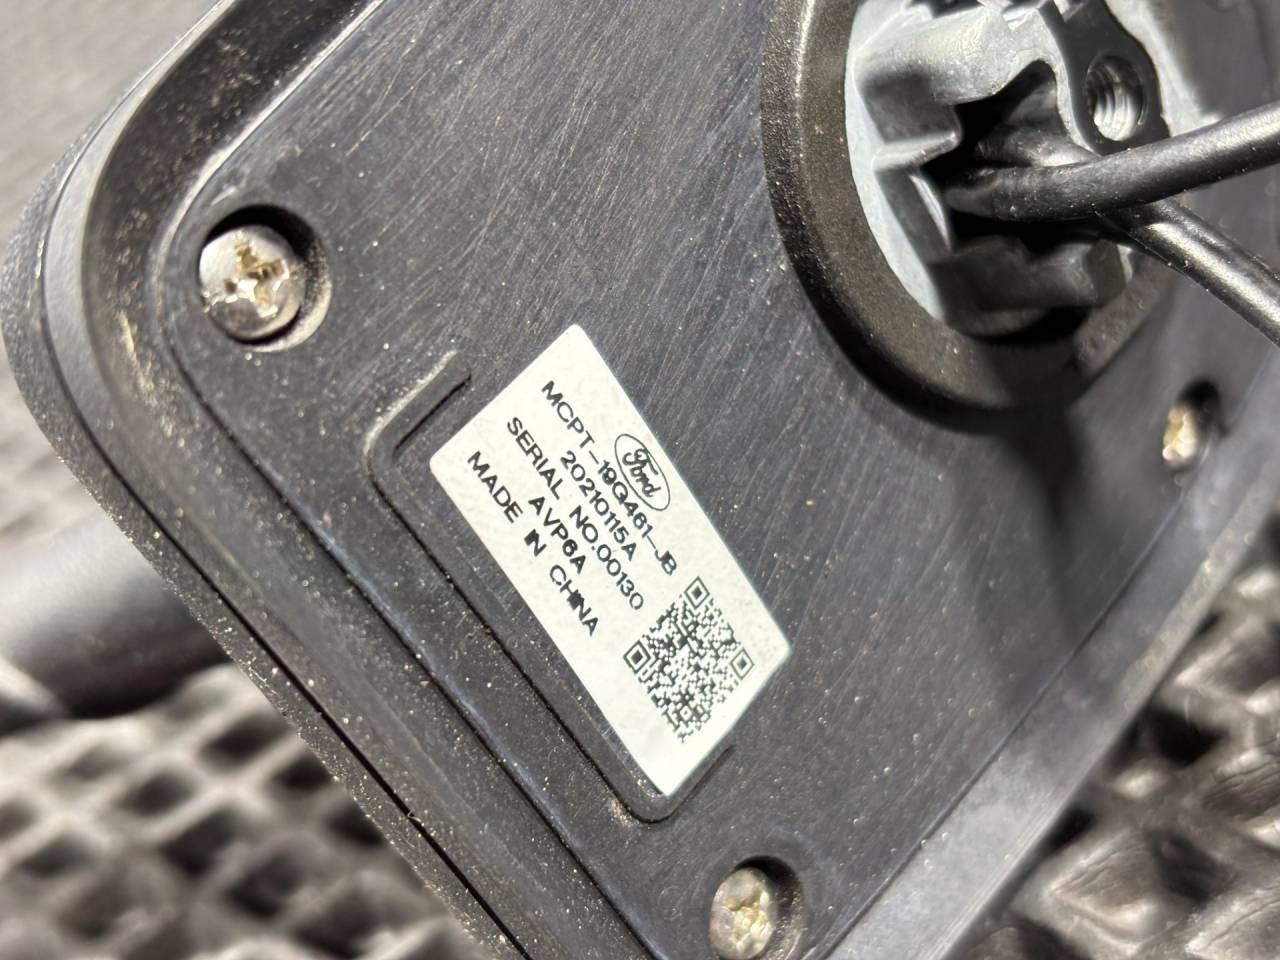 Ford
MCPT-19G461-JB
20210115A
SERIAL NO.00130
AVP6A
MADE IN CHINA